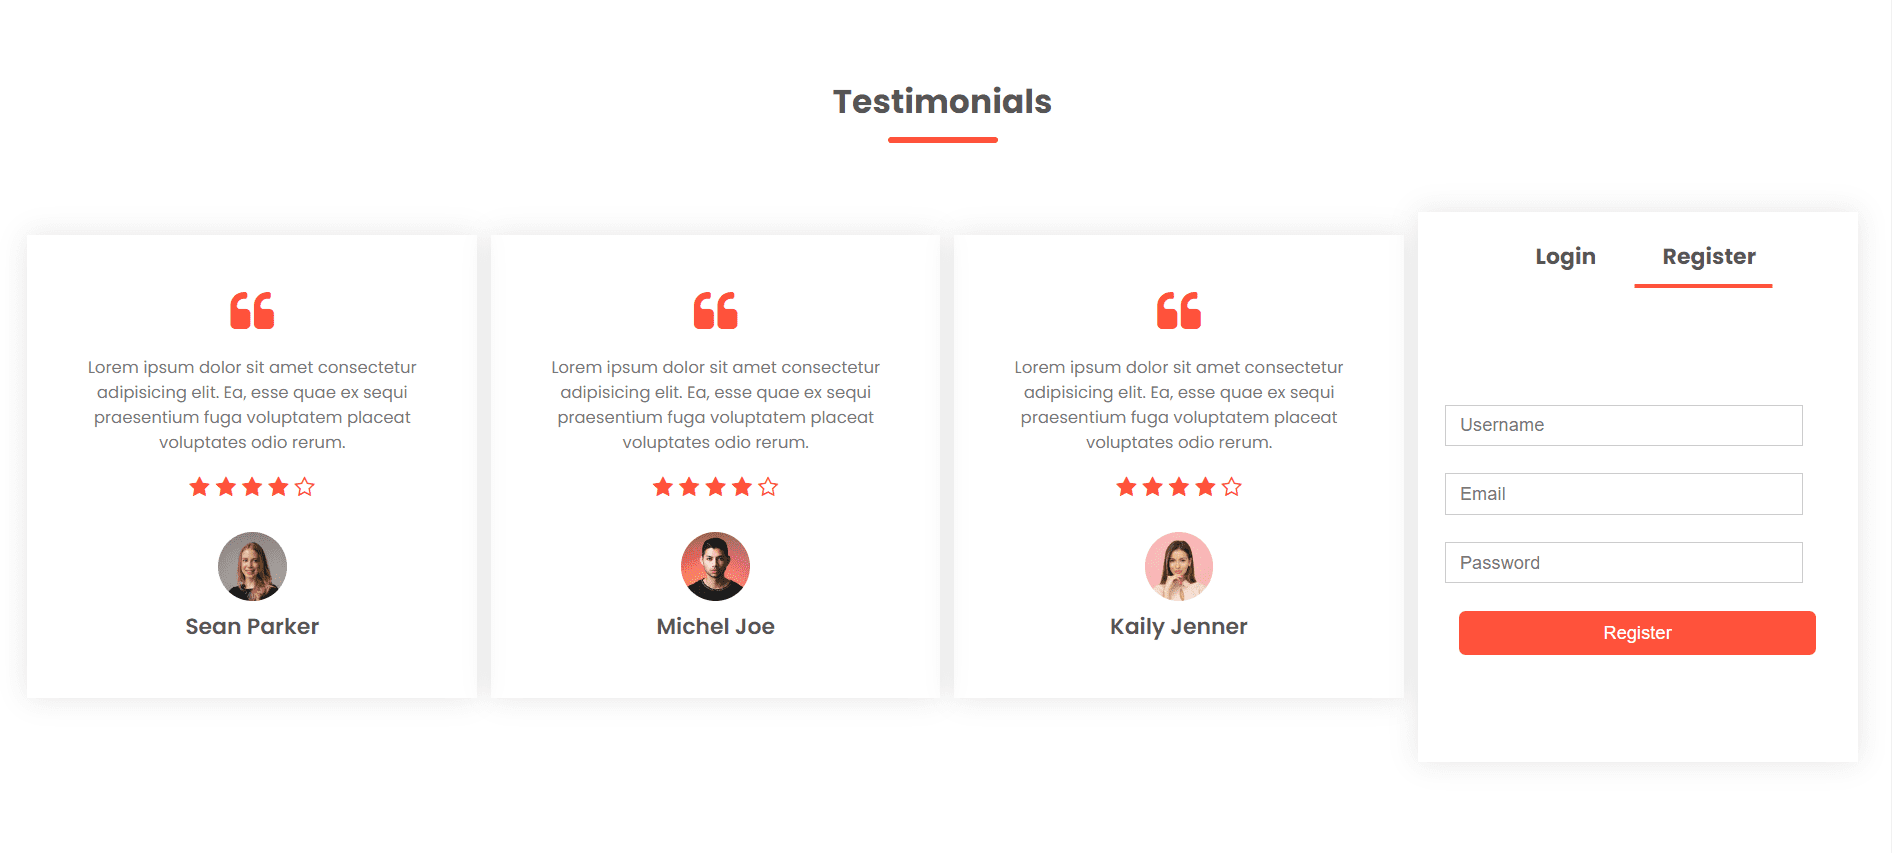 Testimonials
Lorem ipsum dolor sit amet consectetur
adipisicing elit. Ea, esse quae ex sequi
praesentium fuga voluptatem placeat
voluptates odio rerum.
Sean Parker
Lorem ipsum dolor sit amet consectetur
adipisicing elit. Ea, esse quae ex sequi
praesentium fuga voluptatem placeat
voluptates odio rerum.
Michel Joe
Lorem ipsum dolor sit amet consectetur
adipisicing elit. Ea, esse quae ex sequi
praesentium fuga voluptatem placeat
voluptates odio rerum.
Kaily Jenner
Login Register
Username
Email
Password
Register